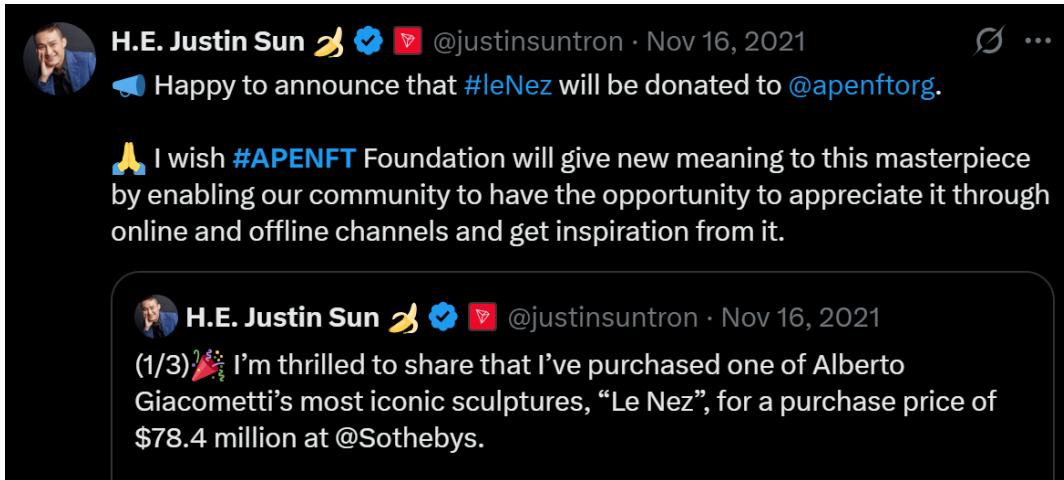 H.E. Justin Sun 🍌 @justinsuntron · Nov 16, 2021
📣 Happy to announce that #leNez will be donated to @apenftorg.
🙏 I wish #APENFT Foundation will give new meaning to this masterpiece
by enabling our community to have the opportunity to appreciate it through
online and offline channels and get inspiration from it.
H.E. Justin Sun 🍌 @justinsuntron · Nov 16, 2021
(1/3)🎉 I’m thrilled to share that I’ve purchased one of Alberto
Giacometti’s most iconic sculptures, “Le Nez”, for a purchase price of
$78.4 million at @Sothebys.